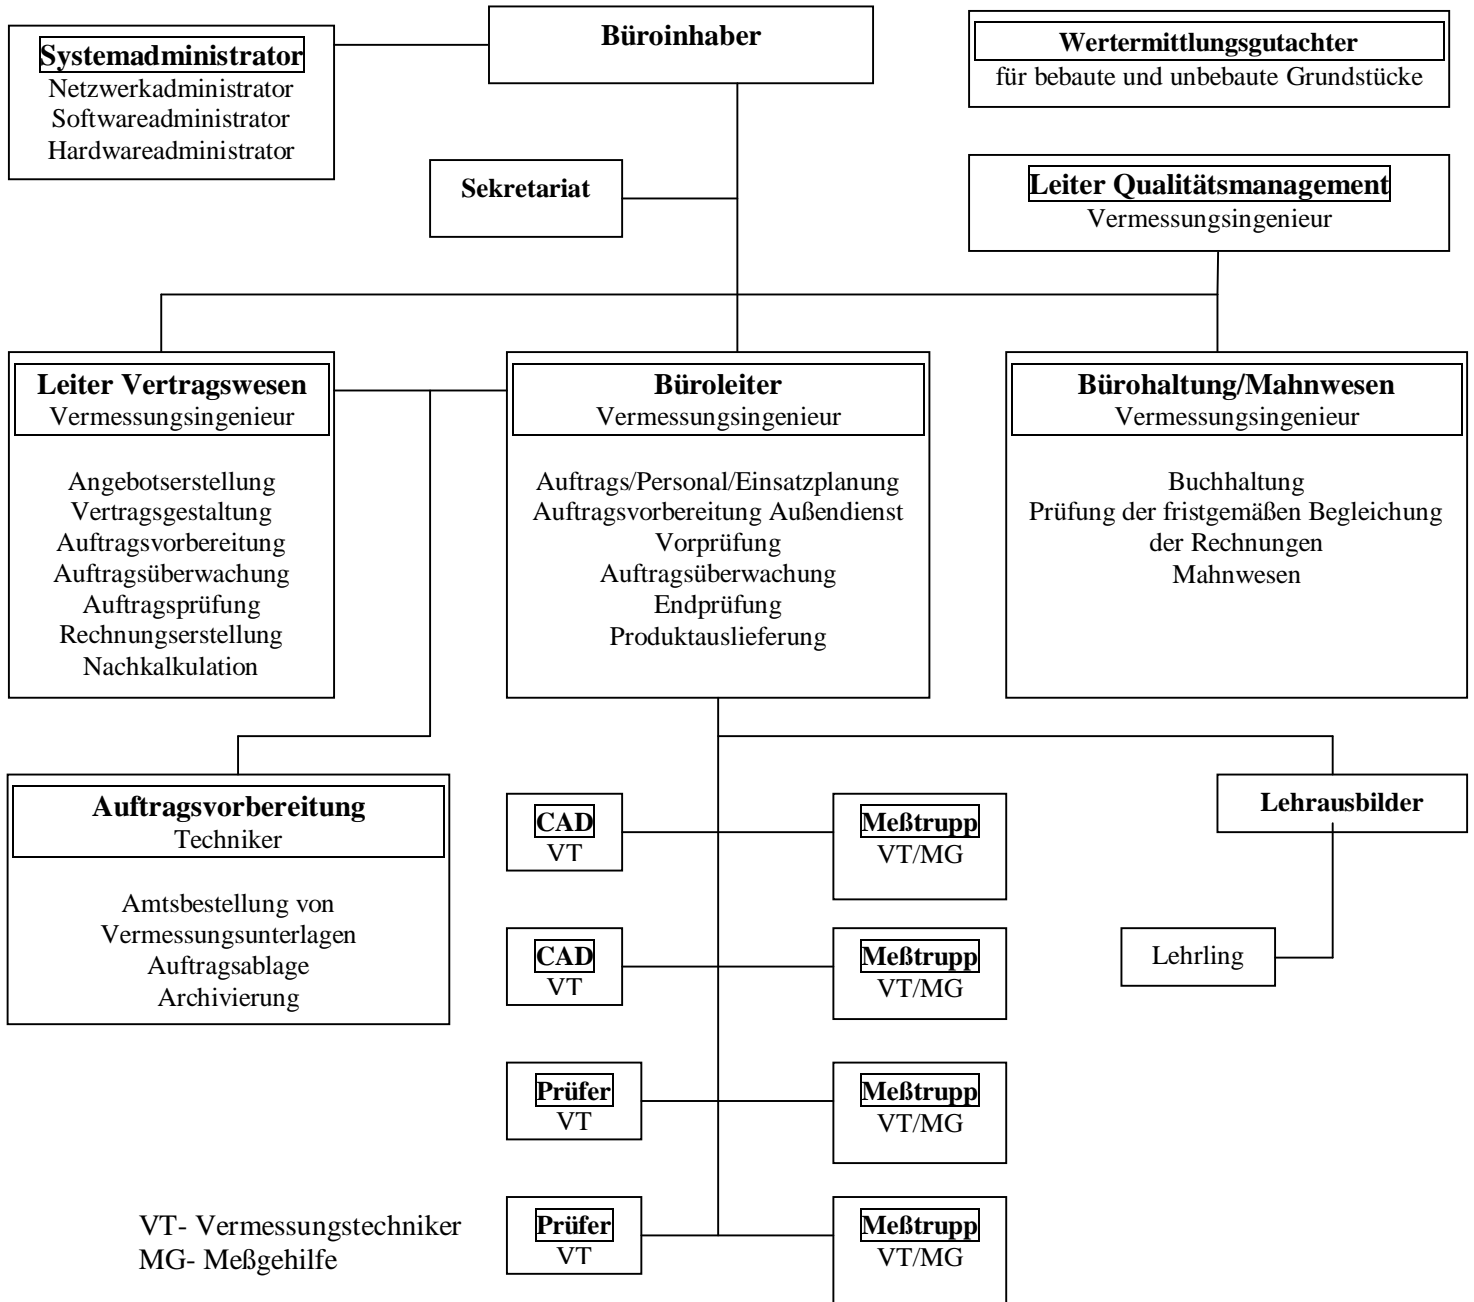 Systemadministrator
Netzwerkadministrator
Softwareadministrator
Hardwareadministrator
Büroinhaber
Wertermittlungsgutachter
für bebaute und unbebaute Grundstücke
Sekretariat
Leiter Qualitätsmanagement
Vermessungsingenieur
Leiter Vertragswesen
Vermessungsingenieur
Angebotserstellung
Vertragsgestaltung
Auftragsvorbereitung
Auftragsüberwachung
Auftragsprüfung
Rechnungserstellung
Nachkalkulation
Büroleiter
Vermessungsingenieur
Auftrags/Personal/Einsatzplanung
Auftragsvorbereitung Außendienst
Vorprüfung
Auftragsüberwachung
Endprüfung
Produktauslieferung
Bürohaltung/Mahnwesen
Vermessungsingenieur
Buchhaltung
Prüfung der fristgemäßen Begleichung
der Rechnungen
Mahnwesen
Auftragsvorbereitung
Techniker
Amtsbestellung von
Vermessungsunterlagen
Auftragsablage
Archivierung
CAD
VT
Meßtrupp
VT/MG
Lehrausbilder
CAD
VT
Meßtrupp
VT/MG
Lehrling
Prüfer
VT
Meßtrupp
VT/MG
Prüfer
VT
Meßtrupp
VT/MG
VT- Vermessungstechniker
MG- Meßgehilfe